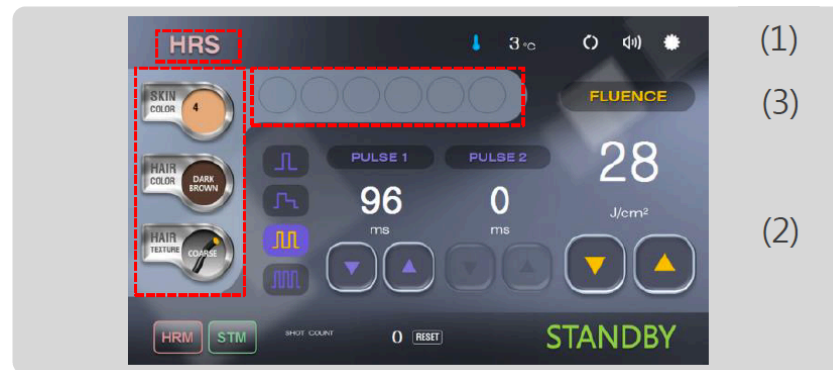 HRS
3 °C
(1)
SKIN COLOR 4
FLUENCE
(3)
HAIR COLOR DARK BROWN
PULSE 1 PULSE 2
28
96 0
J/cm²
ms ms
(2)
HAIR TEXTURE COARSE
HRM STM SHOT COUNT 0 RESET STANDBY